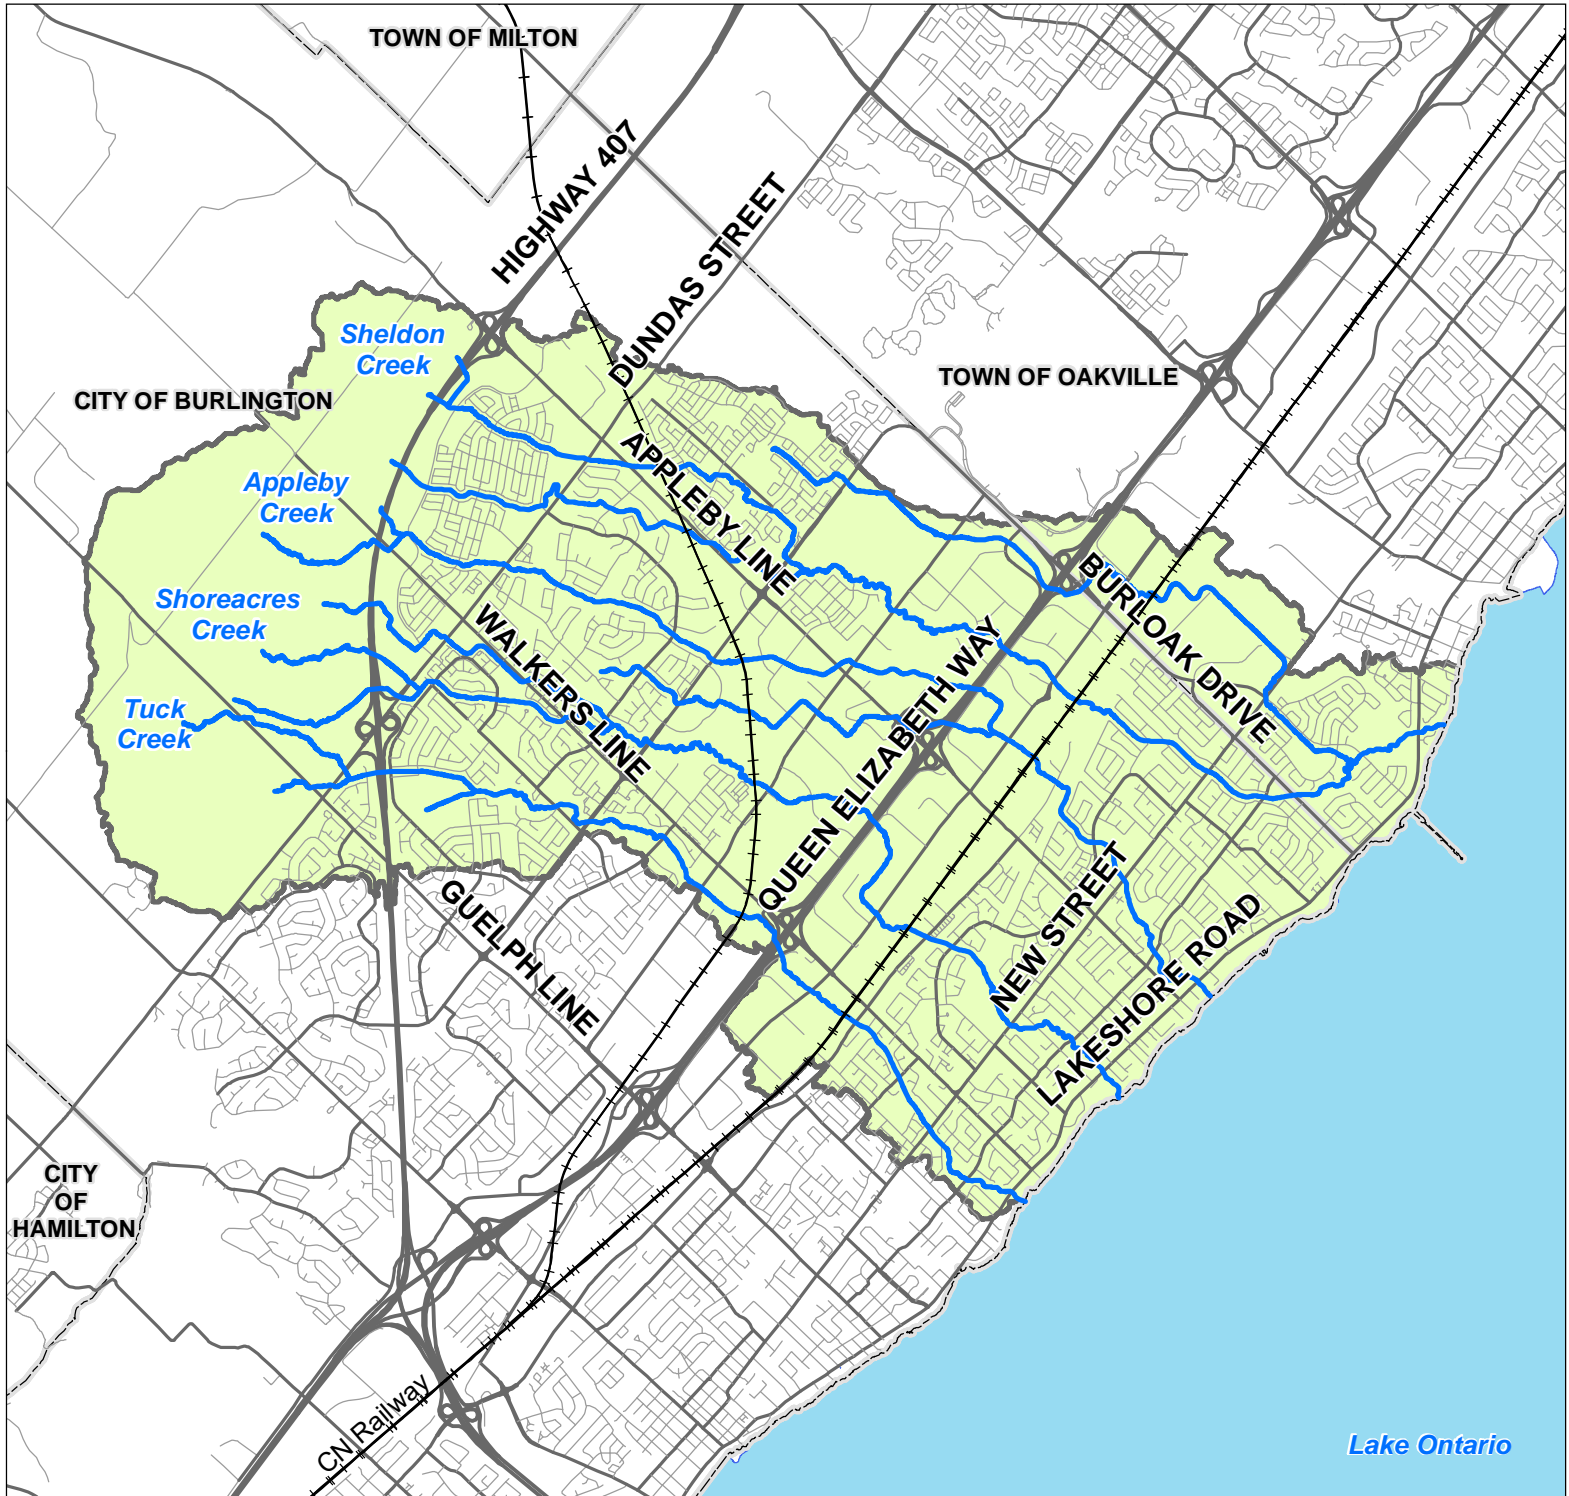 TOWN OF MILTON
HIGHWAY 407
DUNDAS STREET
Sheldon
Creek
TOWN OF OAKVILLE
CITY OF BURLINGTON
APPLEBY LINE
Appleby
Creek
BURLOAK DRIVE
Shoreacres
Creek
WALKERS LINE
QUEEN ELIZABETH WAY
Tuck
Creek
GUELPH LINE
NEW STREET
LAKESHORE ROAD
CITY
OF
HAMILTON
CN Railway
Lake Ontario